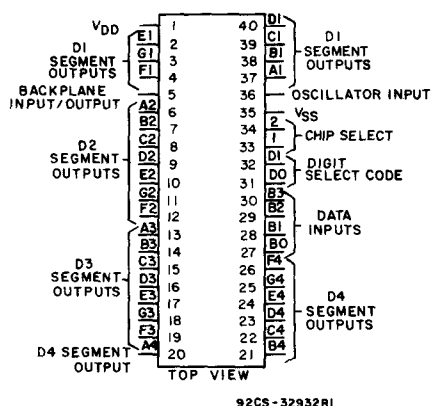 VDD 1 40 D1
E1 2 39 C1
G1 3 38 B1
F1 4 37 A1
D1
SEGMENT
OUTPUTS
D1
SEGMENT
OUTPUTS
BACKPLANE
INPUT/OUTPUT 5 36 OSCILLATOR INPUT
A2 6 35 VSS
B2 7 34 2
C2 8 33 1
CHIP SELECT
D2 9 32 D1
E2 10 31 D0
DIGIT
SELECT CODE
D2
SEGMENT
OUTPUTS
G2 11 30 B3
F2 12 29 B2
A3 13 28 B1
B3 14 27 B0
DATA
INPUTS
C3 15 26 F4
D3 16 25 G4
E3 17 24 E4
G3 18 23 D4
F3 19 22 C4
A4 20 21 B4
D3
SEGMENT
OUTPUTS
D4
SEGMENT
OUTPUTS
D4 SEGMENT
OUTPUT
TOP VIEW
92CS-32932R1